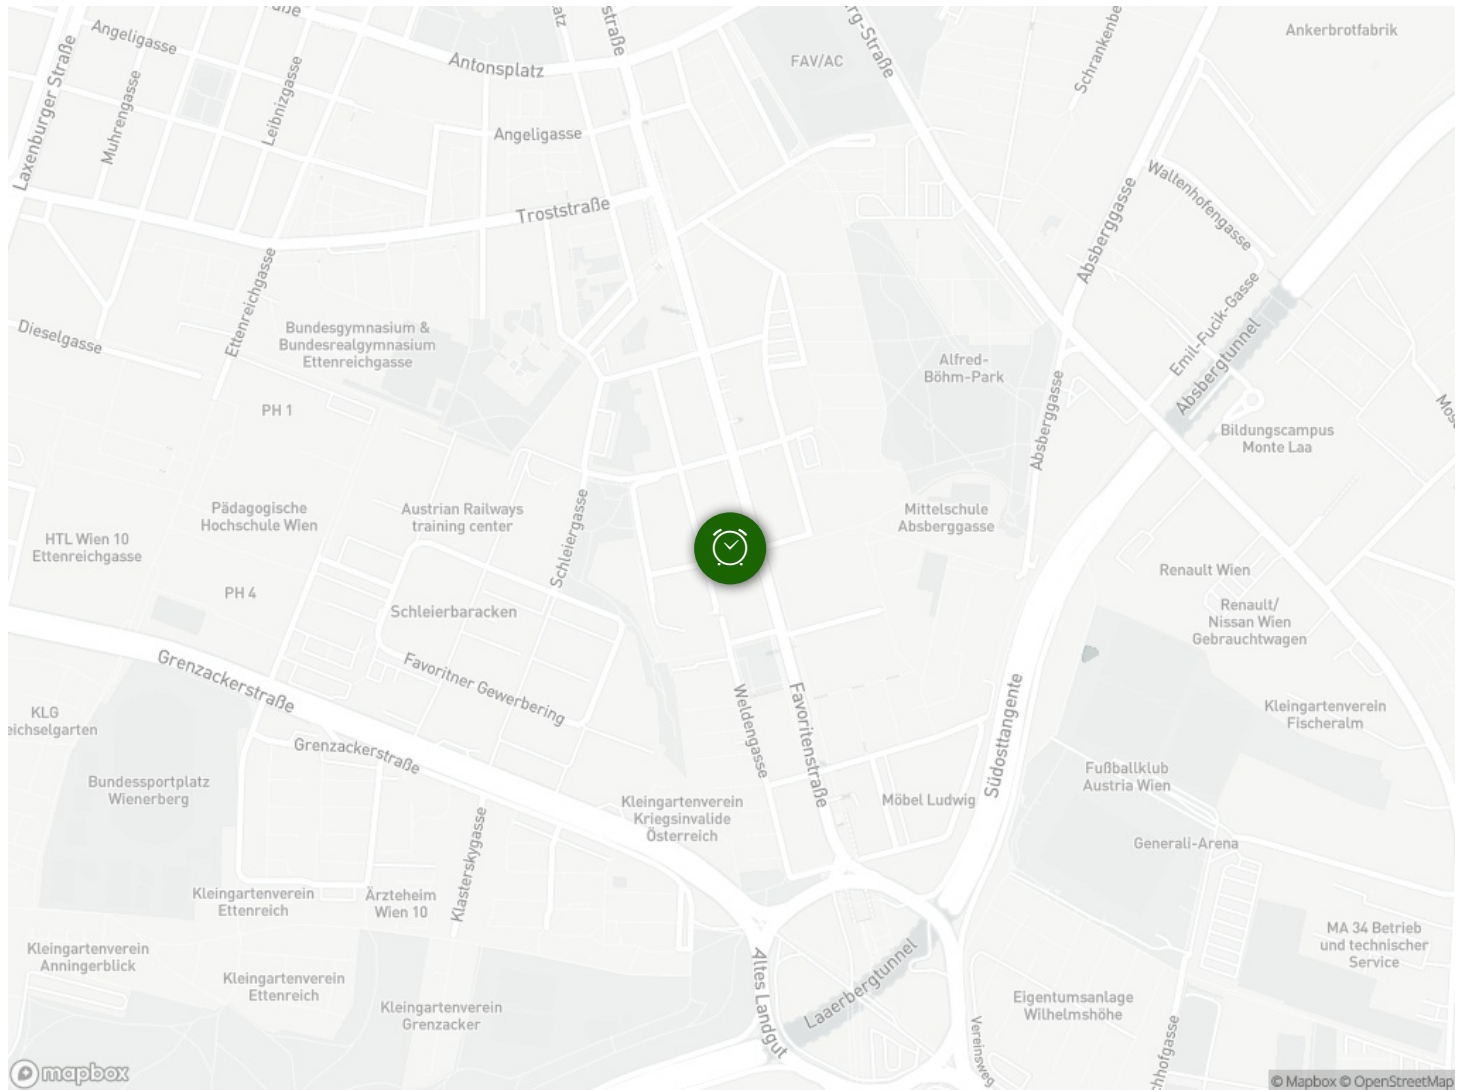 Angeligasse
Laxenburger Straße
Muhrengasse
Leibnizgasse
Antonsplatz
straße
FAV/AC
Ankerbrotfabrik
Angeligasse
Troststraße
Absberggasse
Waltenhofengasse
Emil-Fucik-Gasse
Absbergtunnel
Dieselgasse
Ettenreichgasse
Bundesgymnasium &
Bundesrealgymnasium
Ettenreichgasse
Alfred-
Böhm-Park
PH 1
Absberggasse
Bildungscampus
Monte Laa
Pädagogische
Hochschule Wien
Austrian Railways
training center
Mittelschule
Absberggasse
HTL Wien 10
Ettenreichgasse
Schleiergasse
Renault Wien
PH 4
Schleierbaracken
Renault/
Nissan Wien
Gebrauchtwagen
Grenzackerstraße
Favoritner Gewerbering
Weldengasse
Favoritenstraße
Südosttangente
KLG
eichselgarten
Kleingartenverein
Fischeralm
Grenzackerstraße
Bundessportplatz
Wienerberg
Fußballklub
Austria Wien
Kleingartenverein
Kriegsinvalide
Österreich
Möbel Ludwig
Generali-Arena
Klasterskygasse
Kleingartenverein
Ettenreich
Ärzteheim
Wien 10
MA 34 Betrieb
und technischer
Service
Kleingartenverein
Anningerblick
Kleingartenverein
Ettenreich
Kleingartenverein
Grenzacker
Altes Landgut
Laaerbergtunnel
Eigentumsanlage
Wilhelmshöhe
Vereinsweg
chhofgasse
mapbox
© Mapbox © OpenStreetMap